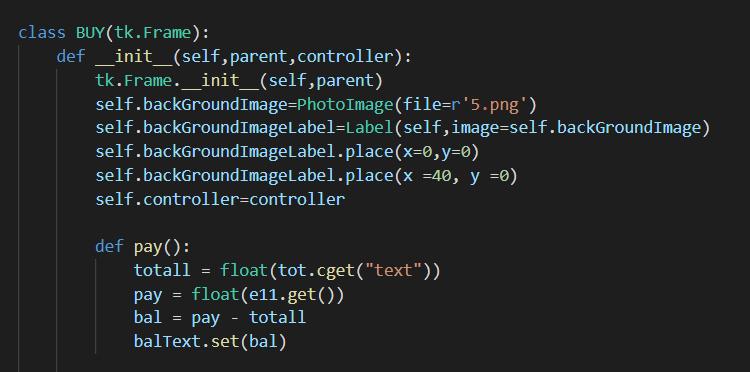 class BUY(tk.Frame):
    def __init__(self,parent,controller):
        tk.Frame.__init__(self,parent)
        self.backGroundImage=PhotoImage(file=r'5.png')
        self.backGroundImageLabel=Label(self,image=self.backGroundImage)
        self.backGroundImageLabel.place(x=0,y=0)
        self.backGroundImageLabel.place(x =40, y =0)
        self.controller=controller

        def pay():
            totall = float(tot.cget("text"))
            pay = float(e11.get())
            bal = pay - totall
            balText.set(bal)